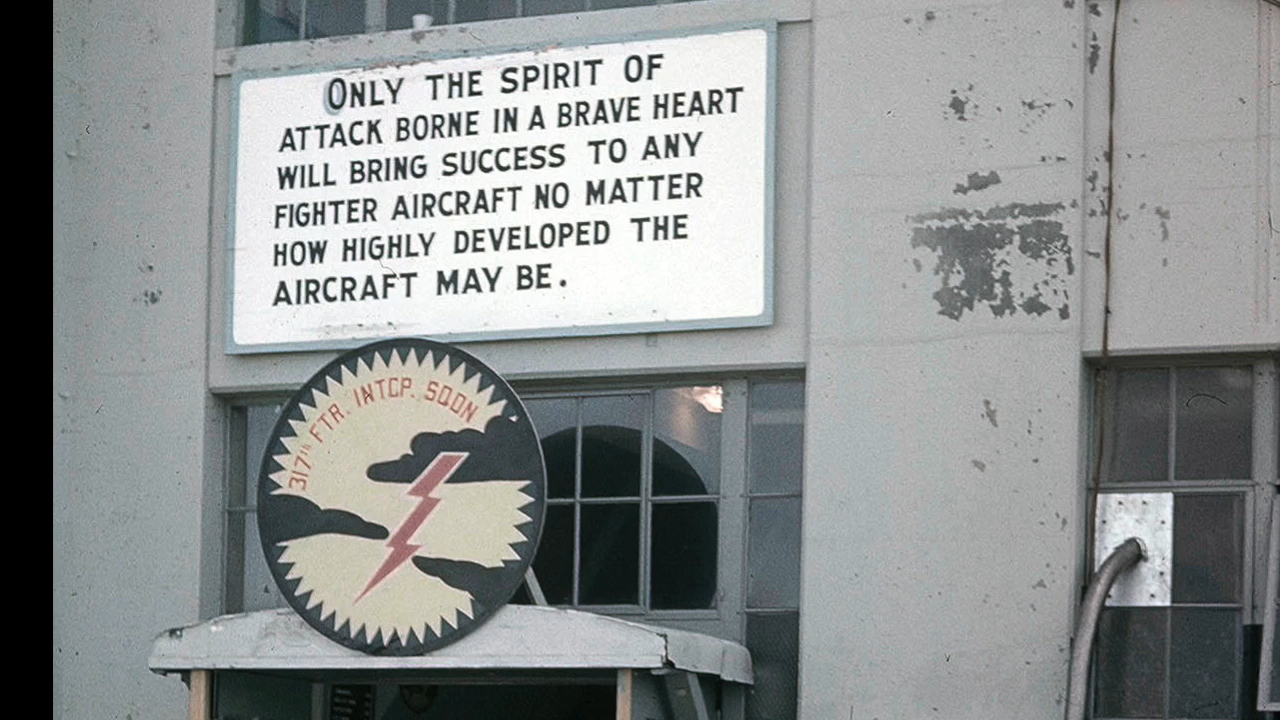 ONLY THE SPIRIT OF
ATTACK BORNE IN A BRAVE HEART
WILL BRING SUCCESS TO ANY
FIGHTER AIRCRAFT NO MATTER
HOW HIGHLY DEVELOPED THE
AIRCRAFT MAY BE.
317th FTR. INTCP. SQDN